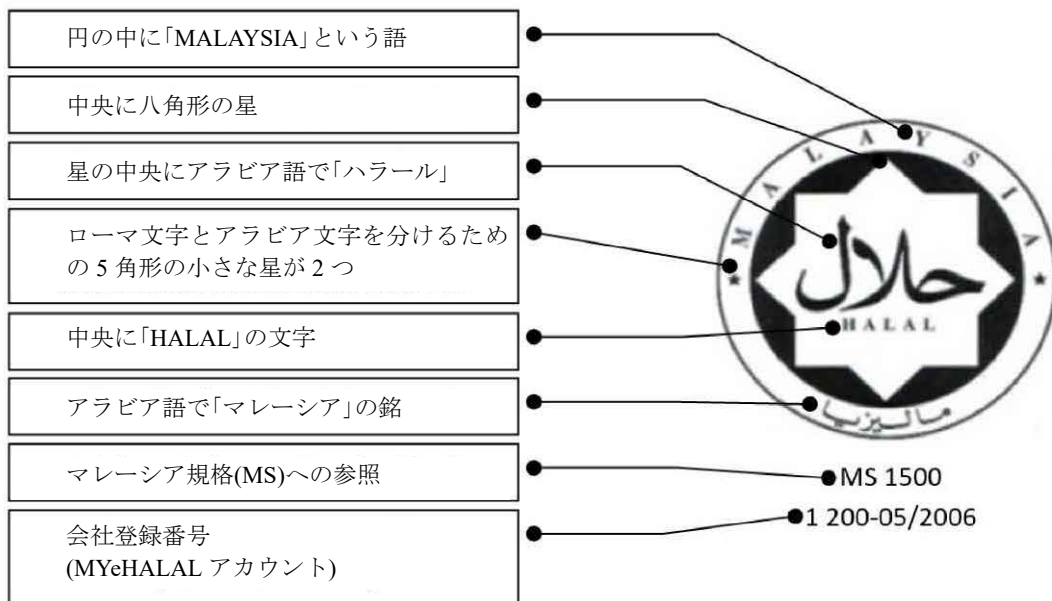 円の中に「MALAYSIA」という語
中央に八角形の星
星の中央にアラビア語で「ハラール」
ローマ文字とアラビア文字を分けるため
の 5 角形の小さな星が 2 つ
中央に「HALAL」の文字
アラビア語で「マレーシア」の銘
マレーシア規格(MS)への参照
会社登録番号
(MYeHALAL アカウント)
MALAYSIA
حلال
HALAL
ماليزيا
MS 1500
1 200-05/2006